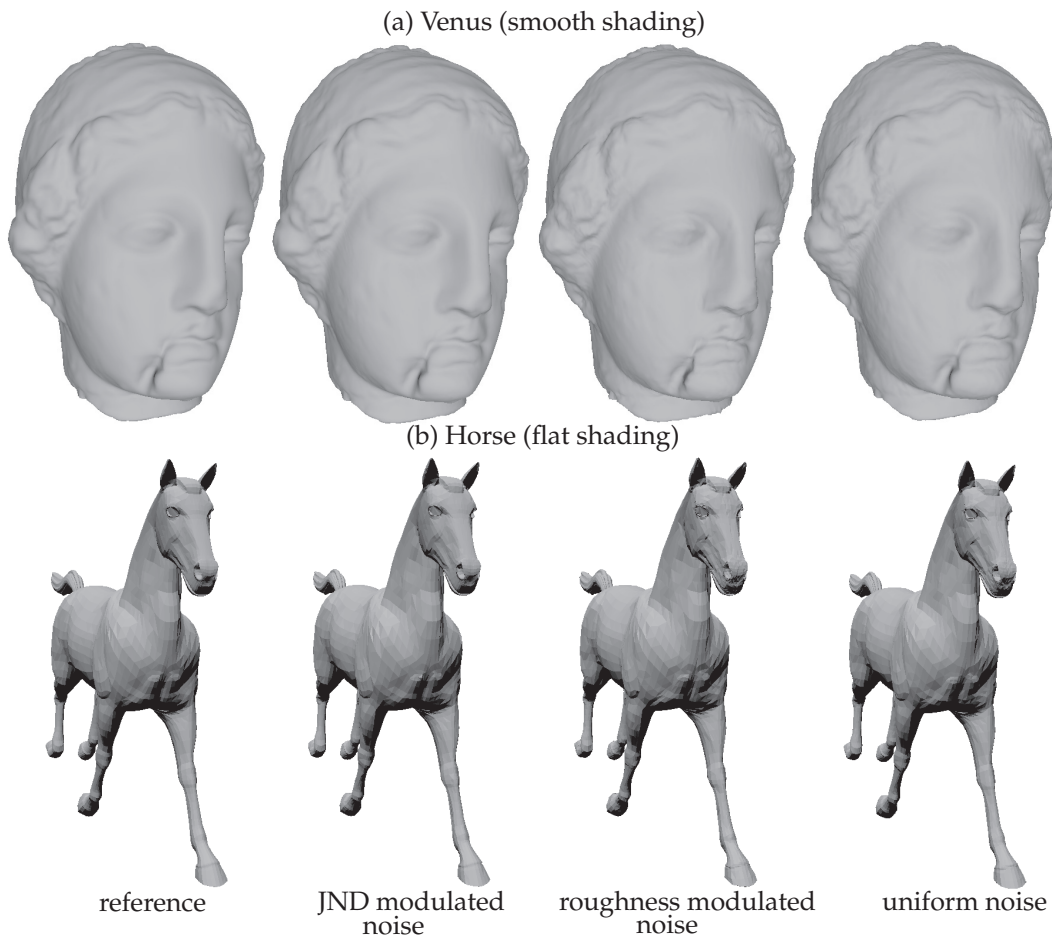 (a) Venus (smooth shading)
(b) Horse (flat shading)
reference
JND modulated
noise
roughness modulated
noise
uniform noise